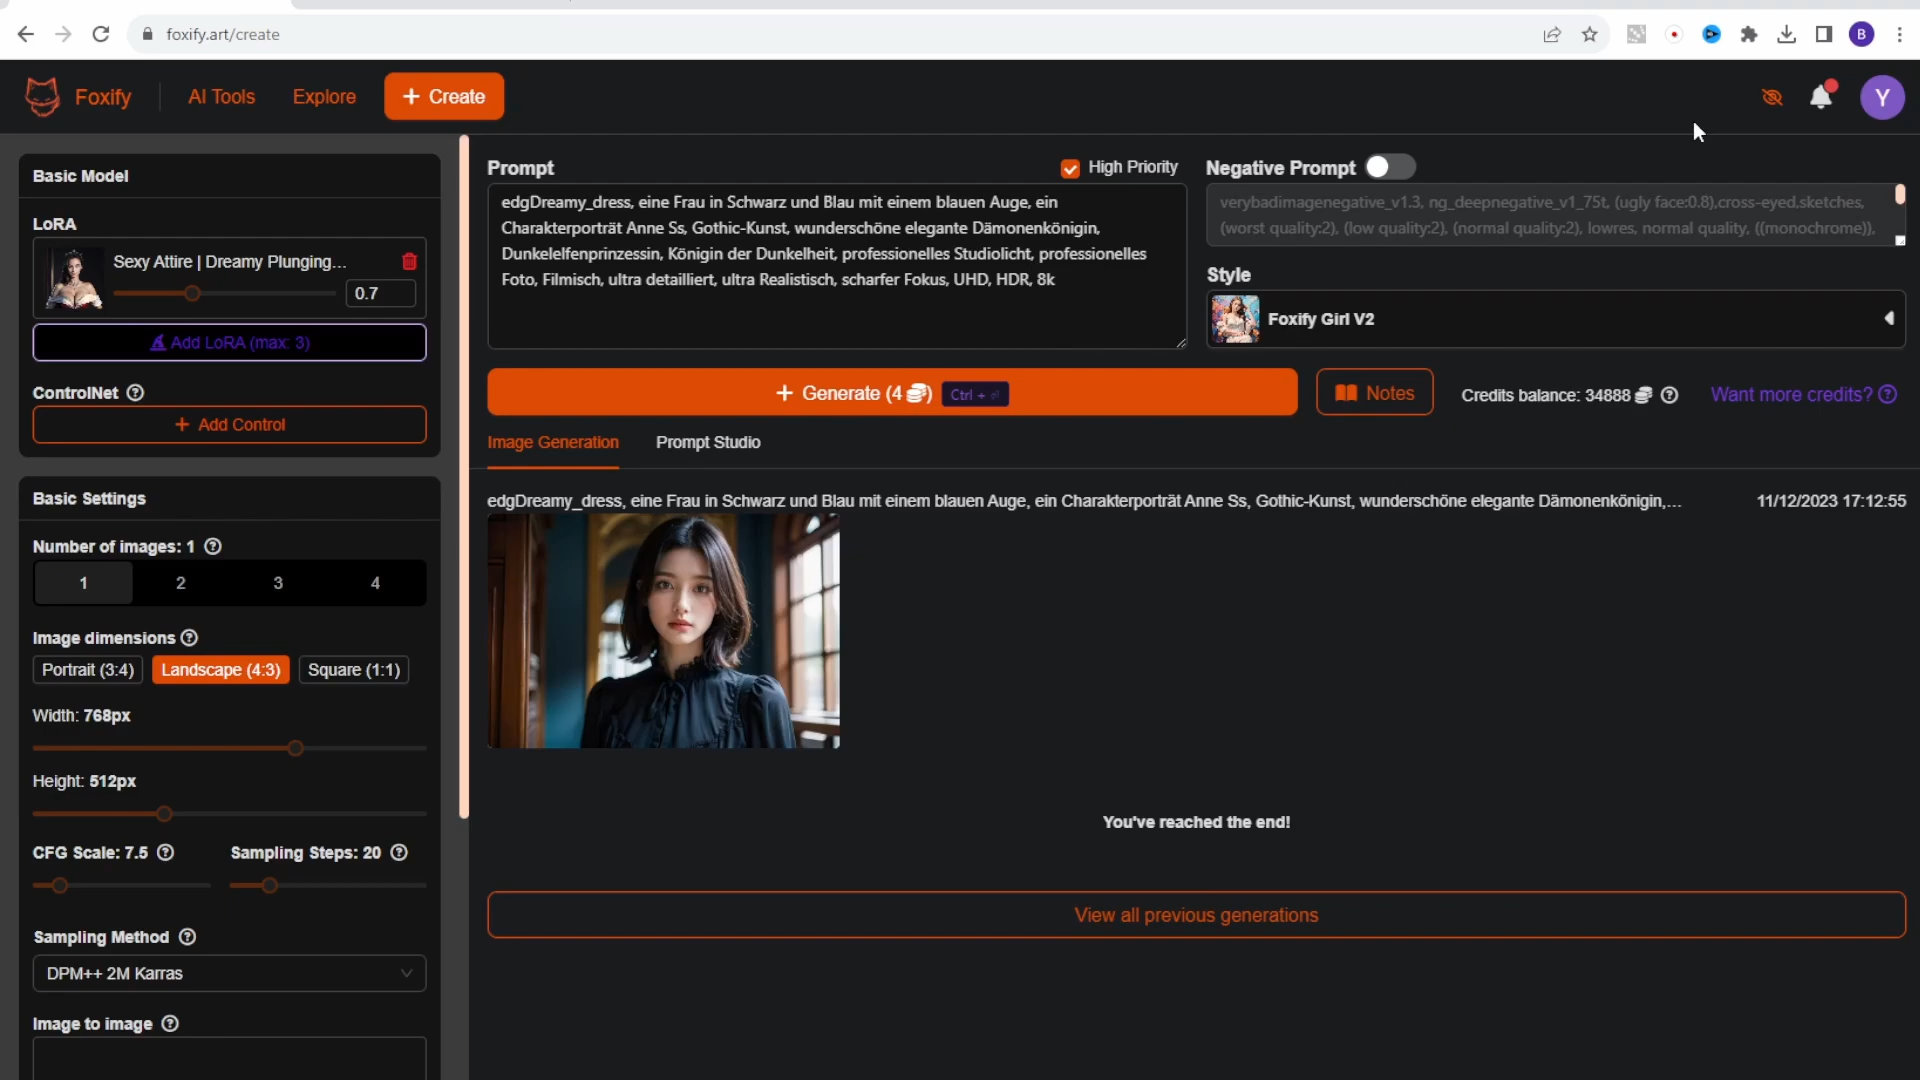 foxify.art/create
B
Foxify
AI Tools
Explore
+ Create
Y
Basic Model
LoRA
Sexy Attire | Dreamy Plunging...
0.7
Add LoRA (max: 3)
ControlNet
+ Add Control
Basic Settings
Number of images: 1
1
2
3
4
Image dimensions
Portrait (3:4)
Landscape (4:3)
Square (1:1)
Width: 768px
Height: 512px
CFG Scale: 7.5
Sampling Steps: 20
Sampling Method
DPM++ 2M Karras
Image to image
Prompt
High Priority
edgDreamy_dress, eine Frau in Schwarz und Blau mit einem blauen Auge, ein
Charakterporträt Anne Ss, Gothic-Kunst, wunderschöne elegante Dämonenkönigin,
Dunkelelfenprinzessin, Königin der Dunkelheit, professionelles Studiolicht, professionelles
Foto, Filmisch, ultra detailliert, ultra Realistisch, scharfer Fokus, UHD, HDR, 8k
Negative Prompt
verybadimagenegative_v1.3, ng_deepnegative_v1_75t, (ugly face:0.8),cross-eyed,sketches,
(worst quality:2), (low quality:2), (normal quality:2), lowres, normal quality, ((monochrome)),
Style
Foxify Girl V2
+ Generate (4 )
Ctrl + ⏎
Notes
Credits balance: 34888
Want more credits?
Image Generation
Prompt Studio
edgDreamy_dress, eine Frau in Schwarz und Blau mit einem blauen Auge, ein Charakterporträt Anne Ss, Gothic-Kunst, wunderschöne elegante Dämonenkönigin,...
11/12/2023 17:12:55
You've reached the end!
View all previous generations